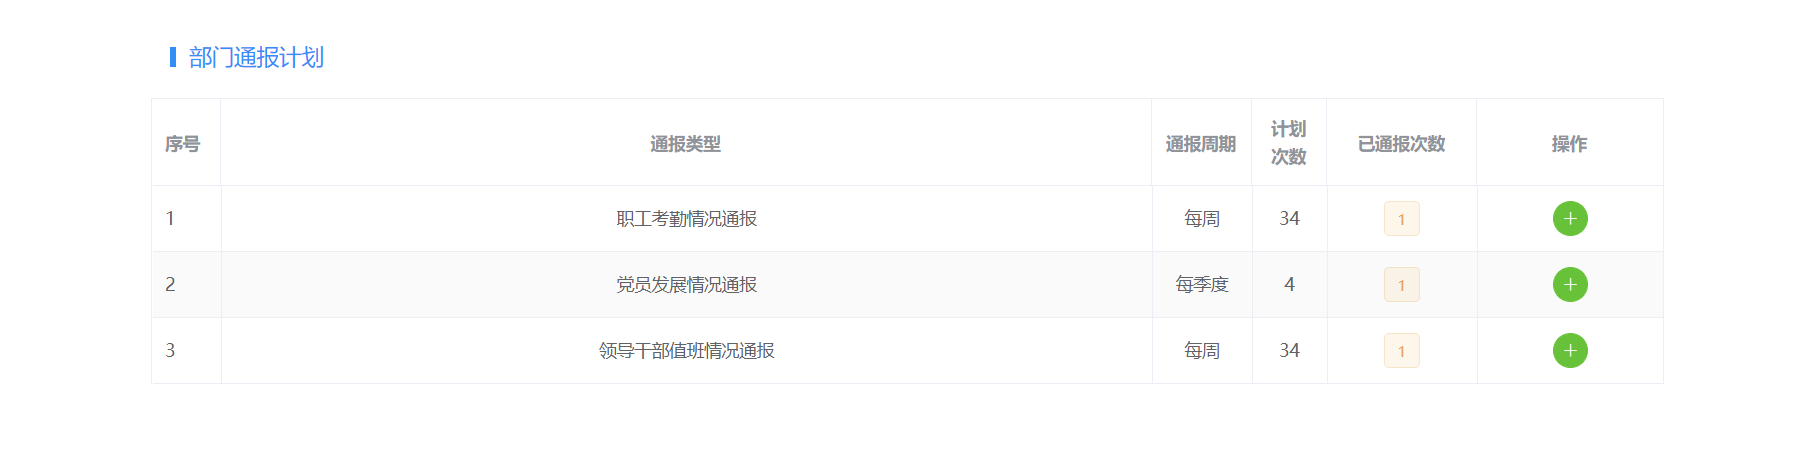 部门通报计划
序号 通报类型 通报周期 计划次数 已通报次数 操作
1 职工考勤情况通报 每周 34 1
2 党员发展情况通报 每季度 4 1
3 领导干部值班情况通报 每周 34 1